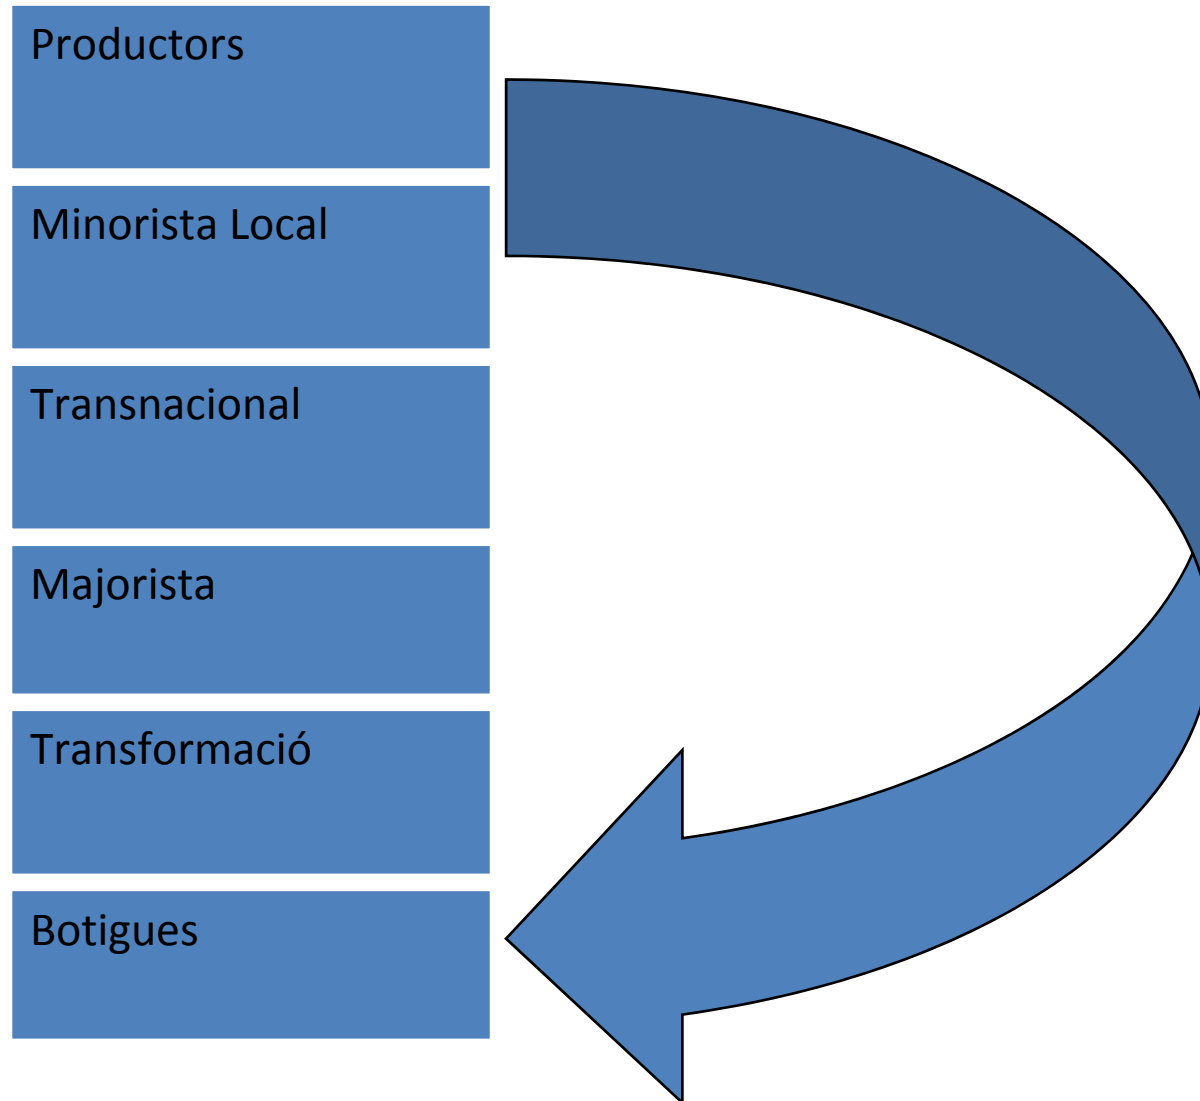 Productors
Minorista Local
Transnacional
Majorista
Transformació
Botigues